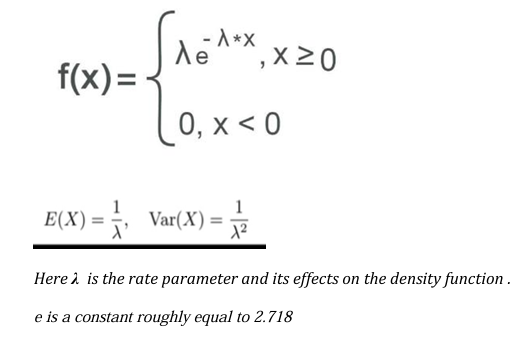 f(x) = { λe^{-λ*x}, x ≥ 0
0, x < 0
E(X) = 1/λ, Var(X) = 1/λ²
Here λ is the rate parameter and its effects on the density function .
e is a constant roughly equal to 2.718